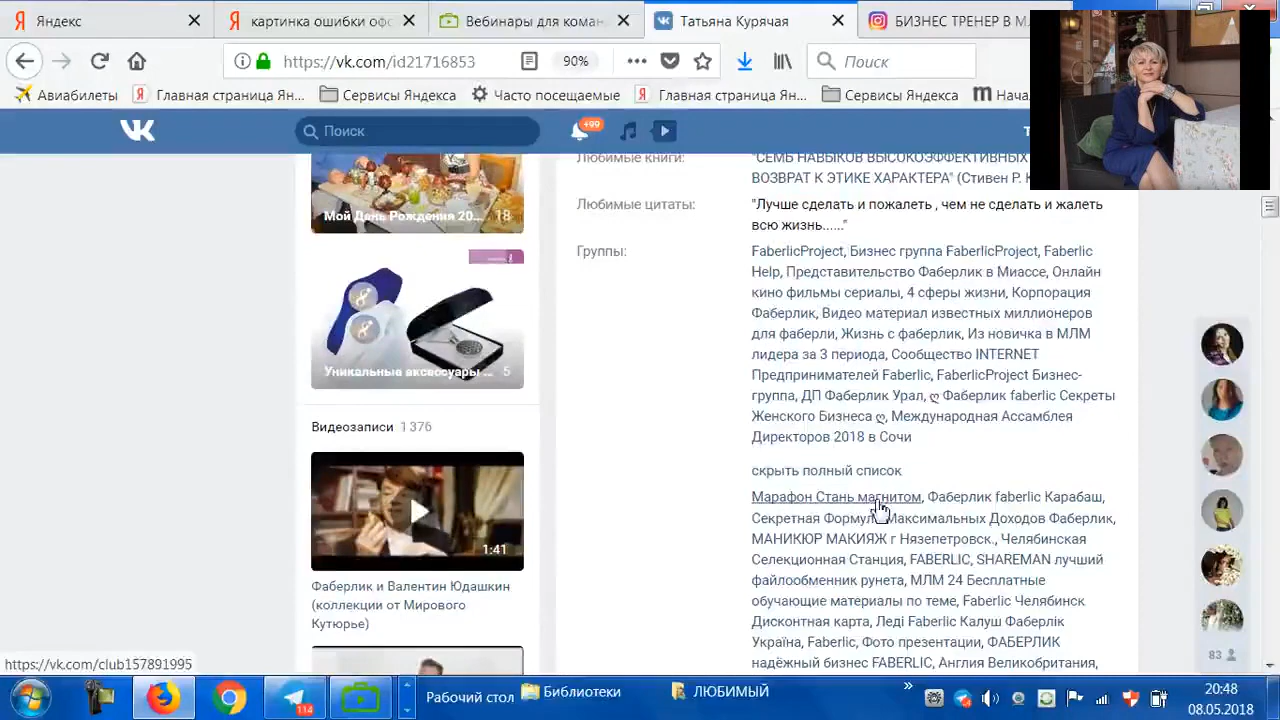 Яндекс
картинка ошибки офо
Вебинары для коман
Татьяна Курячая
БИЗНЕС ТРЕНЕР В М
https://vk.com/id21716853
90%
Поиск
Авиабилеты
Главная страница Ян...
Сервисы Яндекса
Часто посещаемые
Главная страница Ян...
Сервисы Яндекса
Нача
Поиск
+99
Любимые книги:
"СЕМЬ НАВЫКОВ ВЫСОКОЭФФЕКТИВНЫХ
ВОЗВРАТ К ЭТИКЕ ХАРАКТЕРА" (Стивен Р. К
Любимые цитаты:
"Лучше сделать и пожалеть , чем не сделать и жалеть
всю жизнь......"
Группы:
FaberlicProject, Бизнес группа FaberlicProject, Faberlic
Help, Представительство Фаберлик в Миассе, Онлайн
кино фильмы сериалы, 4 сферы жизни, Корпорация
Фаберлик, Видео материал известных миллионеров
для фаберли, Жизнь с фаберлик, Из новичка в МЛМ
лидера за 3 периода, Сообщество INTERNET
Предпринимателей Faberlic, FaberlicProject Бизнес-
группа, ДП Фаберлик Урал, ღ Фаберлик faberlic Секреты
Женского Бизнеса ღ, Международная Ассамблея
Директоров 2018 в Сочи
скрыть полный список
Марафон Стань магнитом, Фаберлик faberlic Карабаш,
Секретная Формула Максимальных Доходов Фаберлик,
МАНИКЮР МАКИЯЖ г Нязепетровск., Челябинская
Селекционная Станция, FABERLIC, SHAREMAN лучший
файлообменник рунета, МЛМ 24 Бесплатные
обучающие материалы по теме, Faberlic Челябинск
Дисконтная карта, Леді Faberlic Калуш Фаберлік
Україна, Faberlic, Фото презентации, ФАБЕРЛИК
надёжный бизнес FABERLIC, Англия Великобритания,
Мой День Рождения 20... 18
Уникальные аксессуары ... 5
Видеозаписи 1 376
1:41
Фаберлик и Валентин Юдашкин
(коллекции от Мирового
Кутюрье)
83
https://vk.com/club157891995
114
Рабочий стол
Библиотеки
ЛЮБИМЫЙ
20:48
08.05.2018